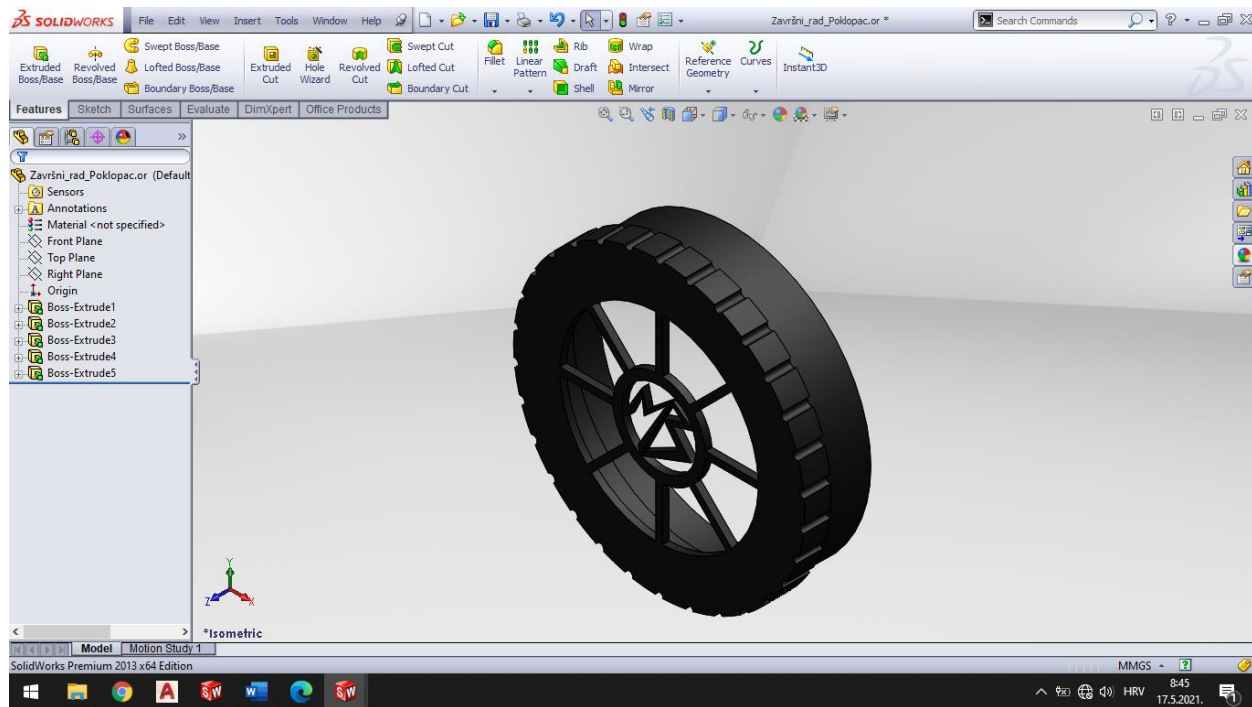 SOLIDWORKS File Edit View Insert Tools Window Help Završni_rad_Poklopac.or * Search Commands
Extruded Boss/Base
Revolved Boss/Base
Swept Boss/Base
Lofted Boss/Base
Boundary Boss/Base
Extruded Cut
Hole Wizard
Revolved Cut
Swept Cut
Lofted Cut
Boundary Cut
Fillet
Linear Pattern
Rib
Draft
Shell
Wrap
Intersect
Mirror
Reference Geometry
Curves
Instant3D
Features Sketch Surfaces Evaluate DimXpert Office Products
Završni_rad_Poklopac.or (Default
Sensors
Annotations
Material <not specified>
Front Plane
Top Plane
Right Plane
Origin
Boss-Extrude1
Boss-Extrude2
Boss-Extrude3
Boss-Extrude4
Boss-Extrude5
Y
Z X
*Isometric
Model Motion Study 1
SolidWorks Premium 2013 x64 Edition MMGS
HRV
8:45
17.5.2021.